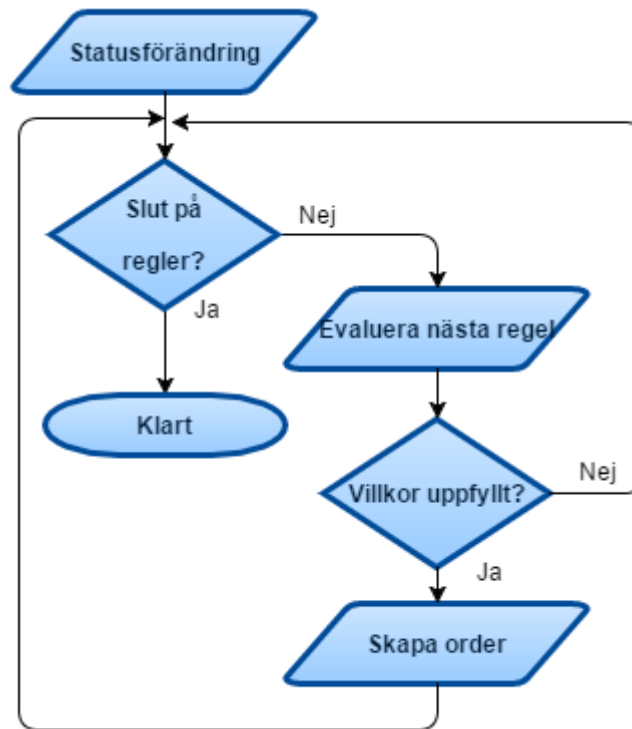 Statusförändring
Slut på
regler?
Nej
Ja
Evaluera nästa regel
Klart
Villkor uppfyllt?
Nej
Ja
Skapa order